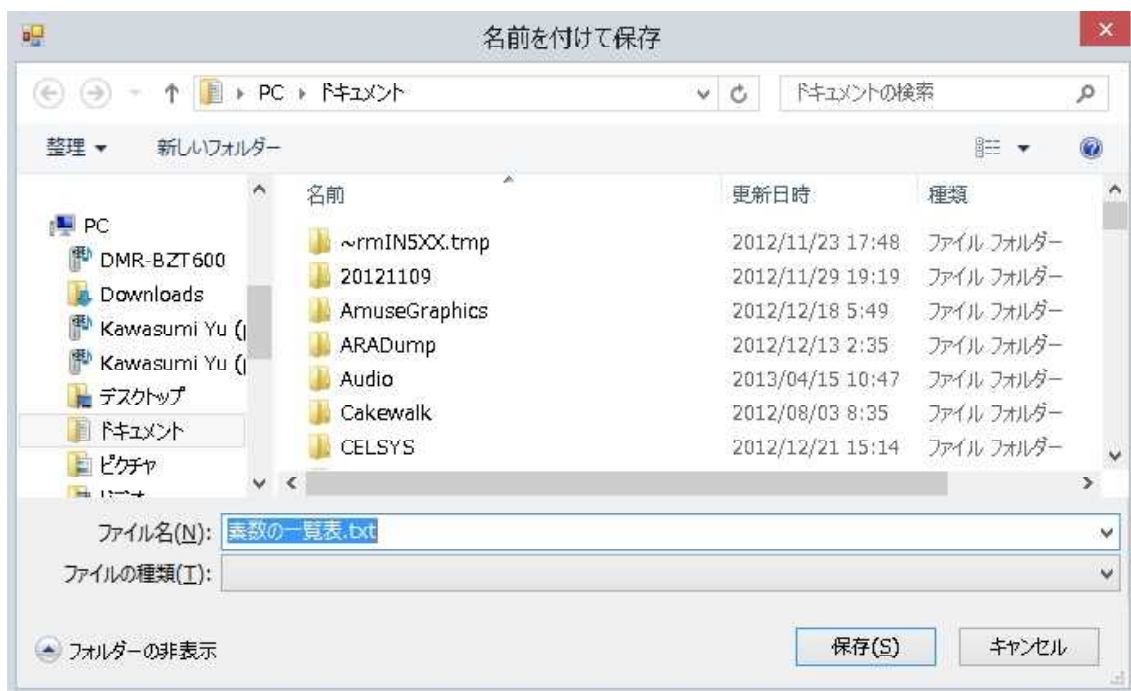 名前を付けて保存
PC ドキュメント ドキュメントの検索
整理 新しいフォルダー
名前 更新日時 種類
PC
DMR-BZT600
Downloads
Kawasumi Yu (
Kawasumi Yu (
デスクトップ
ドキュメント
ピクチャ
~rmIN5XX.tmp 2012/11/23 17:48 ファイル フォルダー
20121109 2012/11/29 19:19 ファイル フォルダー
AmuseGraphics 2012/12/18 5:49 ファイル フォルダー
ARADump 2012/12/13 2:35 ファイル フォルダー
Audio 2013/04/15 10:47 ファイル フォルダー
Cakewalk 2012/08/03 8:35 ファイル フォルダー
CELSYS 2012/12/21 15:14 ファイル フォルダー
ファイル名(N): 素数の一覧表.txt
ファイルの種類(T):
フォルダーの非表示 保存(S) キャンセル